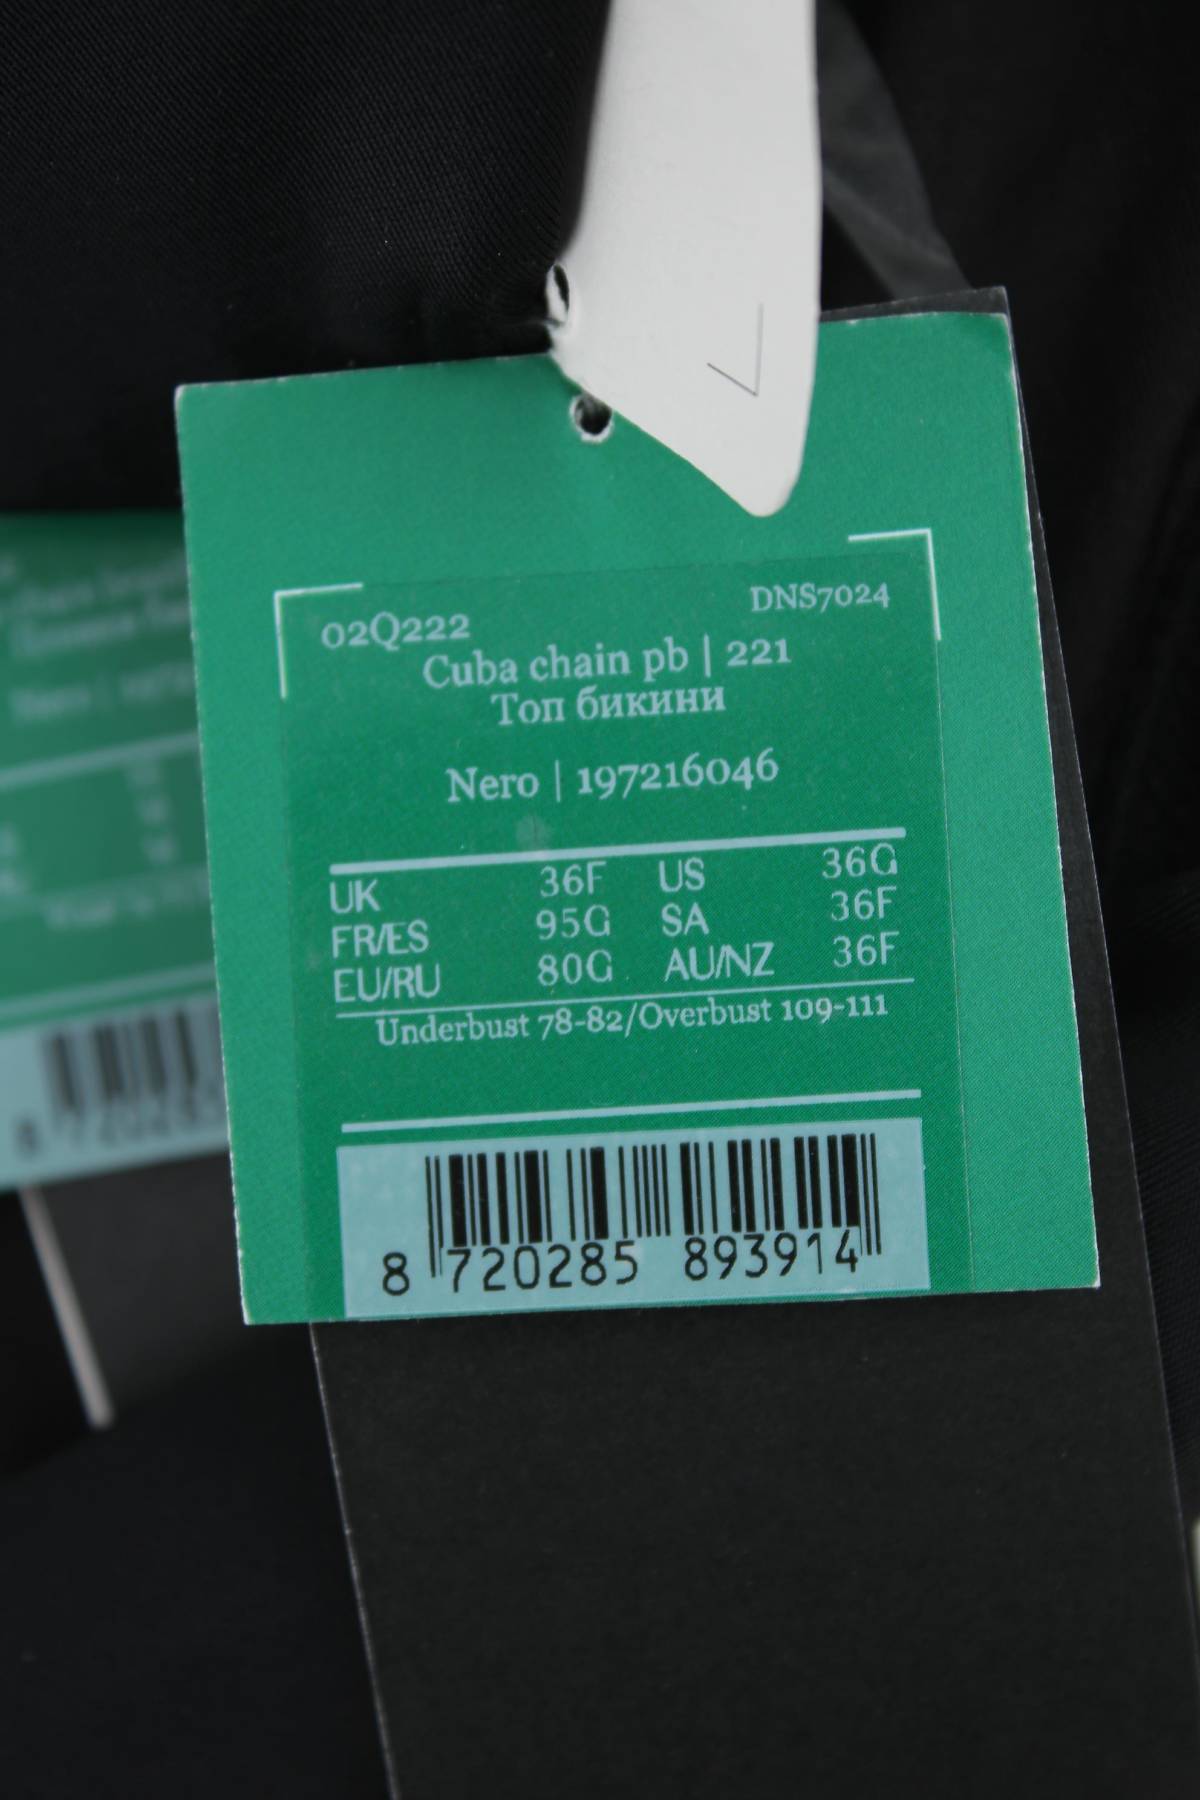 02Q222 DNS7024
Cuba chain pb | 221
Топ бикини
Nero | 197216046
UK 36F US 36G
FR/ES 95G SA 36F
EU/RU 80G AU/NZ 36F
Underbust 78-82/Overbust 109-111
8 720285 893914